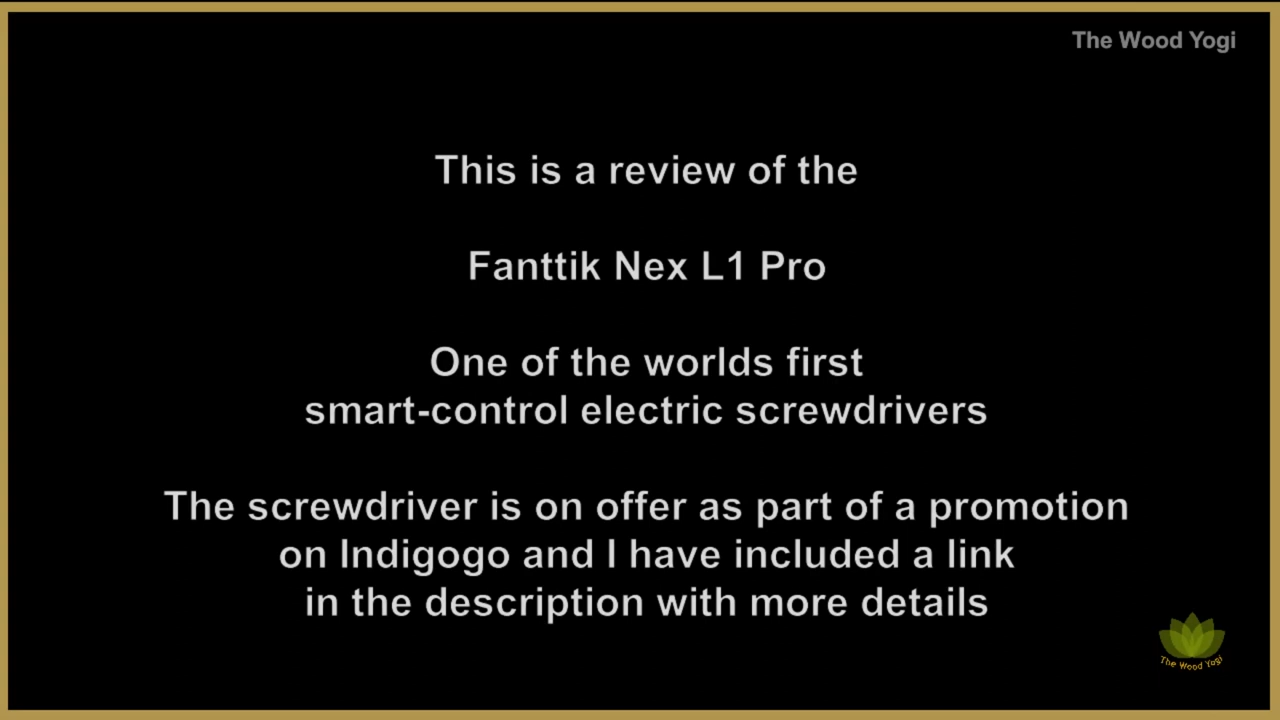 The Wood Yogi
This is a review of the
Fanttik Nex L1 Pro
One of the worlds first
smart-control electric screwdrivers
The screwdriver is on offer as part of a promotion
on Indigogo and I have included a link
in the description with more details
The Wood Yogi